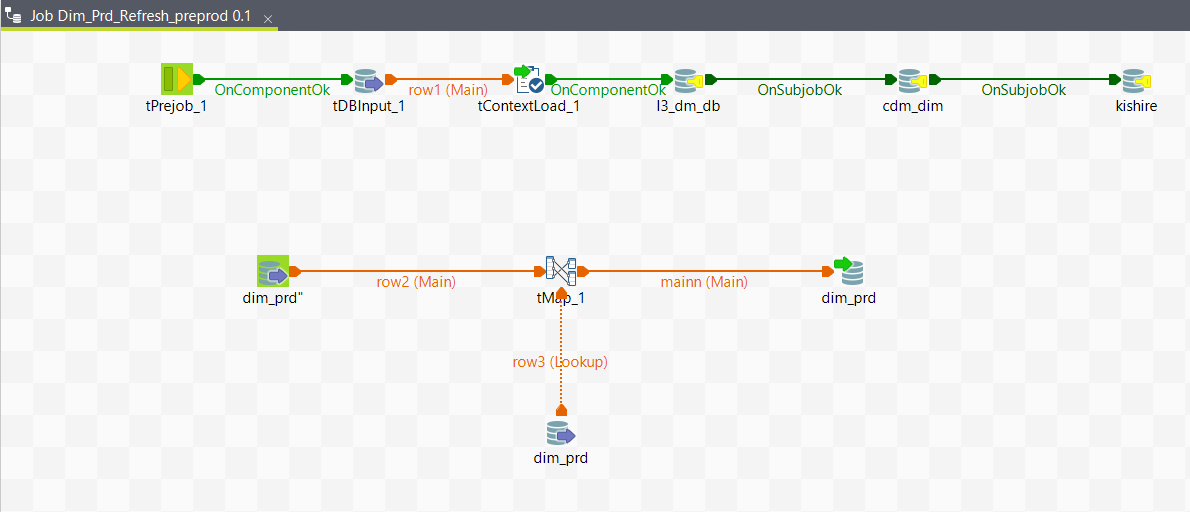 Job Dim_Prd_Refresh_preprod 0.1
OnComponentOk row1 (Main) OnComponentOk OnSubjobOk OnSubjobOk
tPrejob_1 tDBInput_1 tContextLoad_1 l3_dm_db cdm_dim kishire
row2 (Main) mainn (Main)
dim_prd" tMap_1 dim_prd
row3 (Lookup)
dim_prd